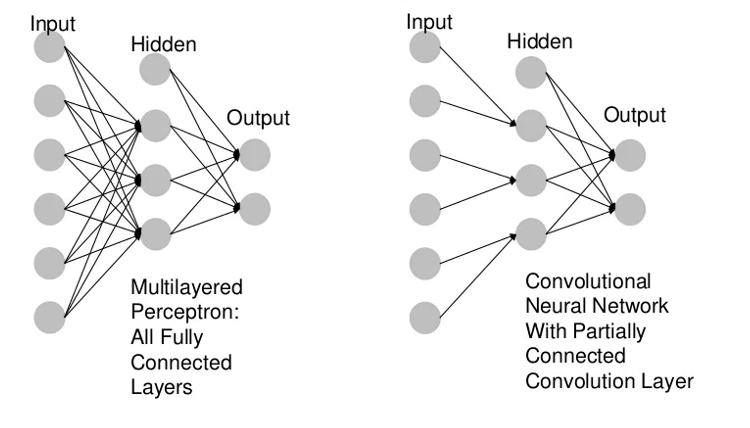 Input
Hidden
Output
Multilayered
Perceptron:
All Fully
Connected
Layers
Input
Hidden
Output
Convolutional
Neural Network
With Partially
Connected
Convolution Layer